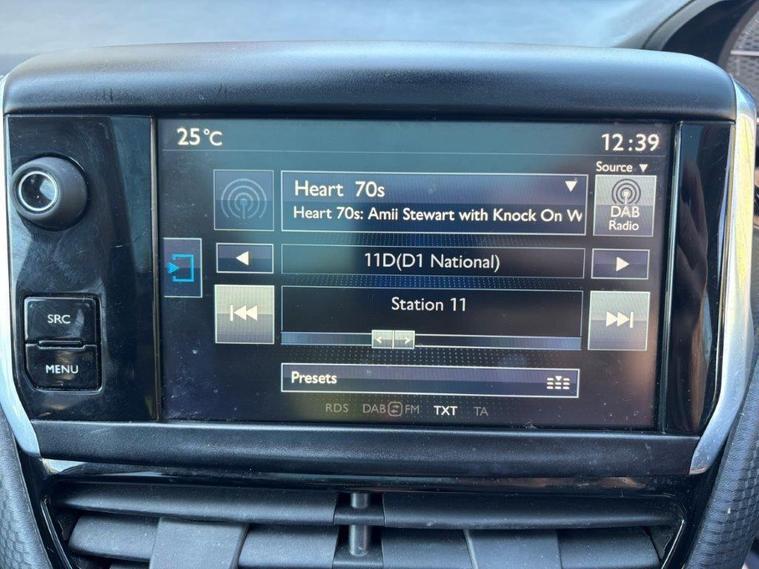 25°C 12:39
Source ▼
Heart 70s ▼
Heart 70s: Amii Stewart with Knock On W
DAB
Radio
11D(D1 National)
Station 11
SRC
MENU
Presets
RDS DAB FM TXT TA